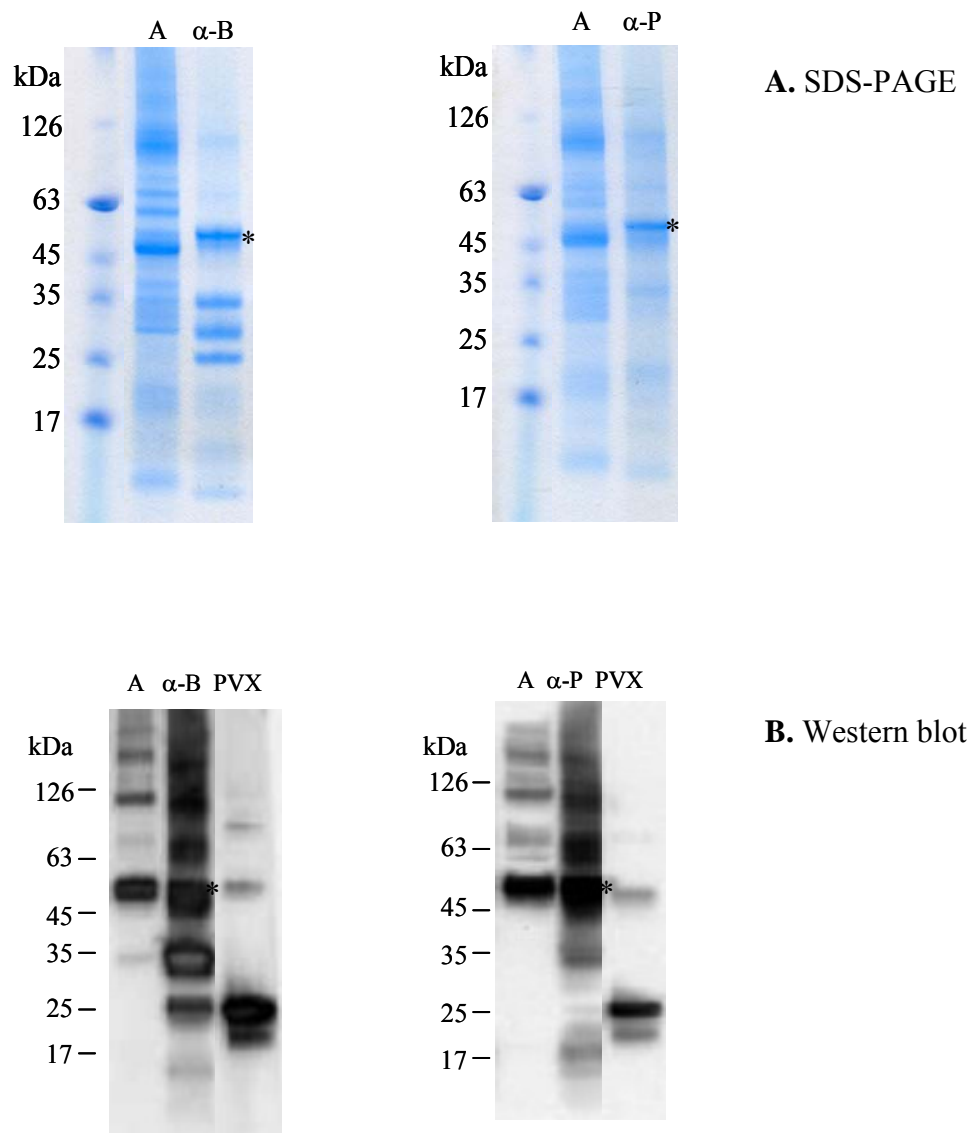 A α-B
kDa
126
63
45
35
25
17
*
A α-P
kDa
126
63
45
35
25
17
*
A. SDS-PAGE
A α-B PVX
kDa
126
63
45
35
25
17
*
A α-P PVX
kDa
126
63
45
35
25
17
*
B. Western blot